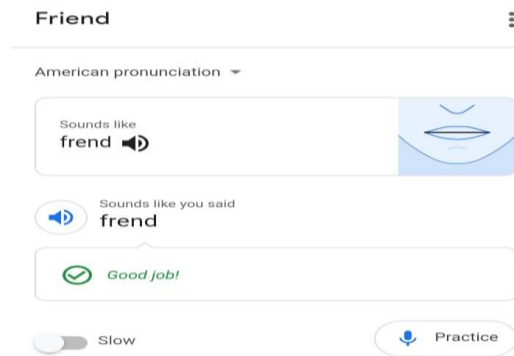 Friend
American pronunciation
Sounds like
frend
Sounds like you said
frend
Good job!
Slow
Practice